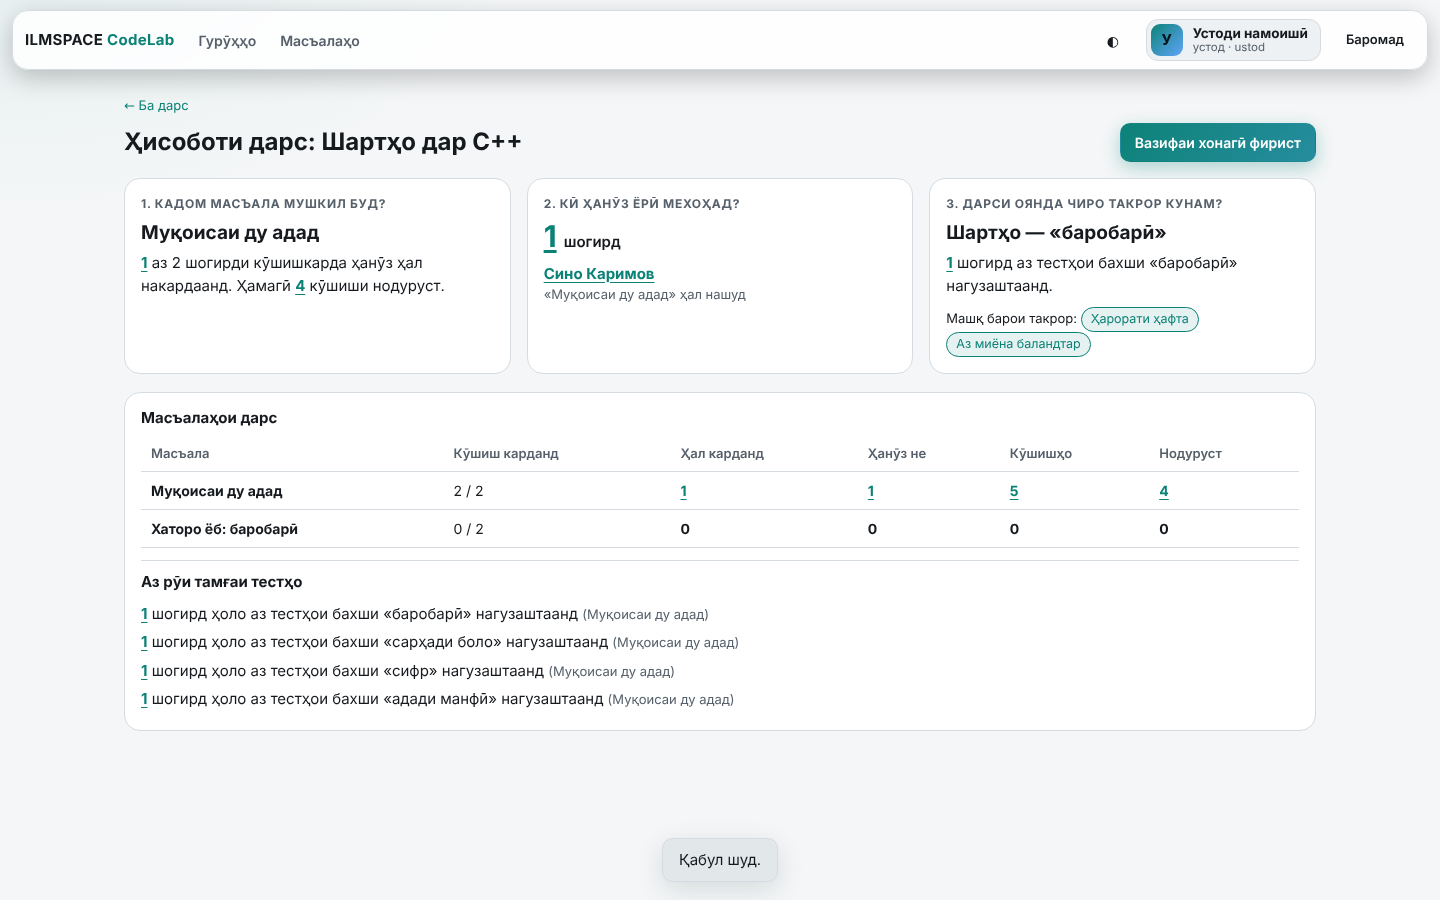 ILMSPACE CodeLab Гурӯҳҳо Масъалаҳо
У Устоди намоишӣ
устод · ustod
Баромад
← Ба дарс
Ҳисоботи дарс: Шартҳо дар C++
Вазифаи хонагӣ фирист
1. КАДОМ МАСЪАЛА МУШКИЛ БУД?
Муқоисаи ду адад
1 аз 2 шогирди кӯшишкарда ҳанӯз ҳал
накардаанд. Ҳамагӣ 4 кӯшиши нодуруст.
2. КӢ ҲАНӮЗ ЁРӢ МЕХОҲАД?
1 шогирд
Сино Каримов
«Муқоисаи ду адад» ҳал нашуд
3. ДАРСИ ОЯНДА ЧИРО ТАКРОР КУНАМ?
Шартҳо — «баробарӣ»
1 шогирд аз тестҳои бахши «баробарӣ»
нагузаштаанд.
Машқ барои такрор: Ҳарорати ҳафта
Аз миёна баландтар
Масъалаҳои дарс
Масъала Кӯшиш карданд Ҳал карданд Ҳанӯз не Кӯшишҳо Нодуруст
Муқоисаи ду адад 2 / 2 1 1 5 4
Хаторо ёб: баробарӣ 0 / 2 0 0 0 0
Аз рӯи тамғаи тестҳо
1 шогирд ҳоло аз тестҳои бахши «баробарӣ» нагузаштаанд (Муқоисаи ду адад)
1 шогирд ҳоло аз тестҳои бахши «сарҳади боло» нагузаштаанд (Муқоисаи ду адад)
1 шогирд ҳоло аз тестҳои бахши «сифр» нагузаштаанд (Муқоисаи ду адад)
1 шогирд ҳоло аз тестҳои бахши «адади манфӣ» нагузаштаанд (Муқоисаи ду адад)
Қабул шуд.